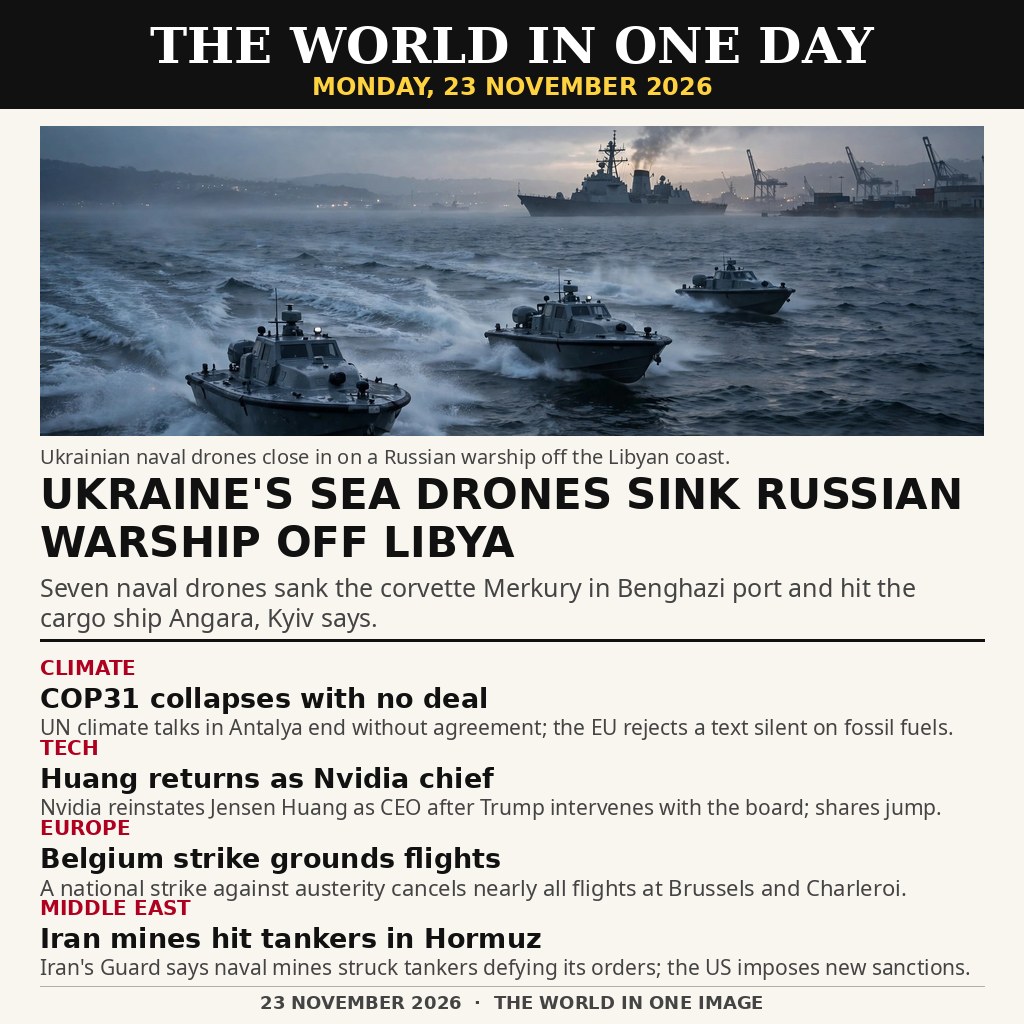 THE WORLD IN ONE DAY
MONDAY, 23 NOVEMBER 2026
Ukrainian naval drones close in on a Russian warship off the Libyan coast.
UKRAINE'S SEA DRONES SINK RUSSIAN
WARSHIP OFF LIBYA
Seven naval drones sank the corvette Merkury in Benghazi port and hit the
cargo ship Angara, Kyiv says.
CLIMATE
COP31 collapses with no deal
UN climate talks in Antalya end without agreement; the EU rejects a text silent on fossil fuels.
TECH
Huang returns as Nvidia chief
Nvidia reinstates Jensen Huang as CEO after Trump intervenes with the board; shares jump.
EUROPE
Belgium strike grounds flights
A national strike against austerity cancels nearly all flights at Brussels and Charleroi.
MIDDLE EAST
Iran mines hit tankers in Hormuz
Iran's Guard says naval mines struck tankers defying its orders; the US imposes new sanctions.
23 NOVEMBER 2026 · THE WORLD IN ONE IMAGE